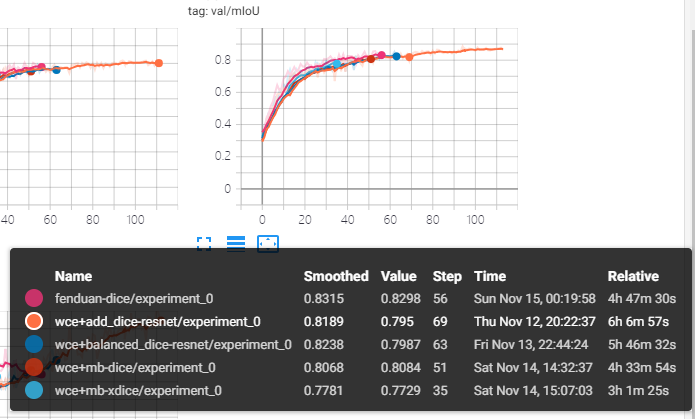 tag: val/mIoU
0.8
0.6
0.4
0.2
0
40 60 80 100
0 20 40 60 80 100
Name Smoothed Value Step Time Relative
fenduan-dice/experiment_0 0.8315 0.8298 56 Sun Nov 15, 00:19:58 4h 47m 30s
wce+add_dice-resnet/experiment_0 0.8189 0.795 69 Thu Nov 12, 20:22:37 6h 6m 57s
wce+balanced_dice-resnet/experiment_0 0.8238 0.7987 63 Fri Nov 13, 22:44:24 5h 46m 32s
wce+mb-dice/experiment_0 0.8068 0.8084 51 Sat Nov 14, 14:32:37 4h 33m 54s
wce+mb-xdice/experiment_0 0.7781 0.7729 35 Sat Nov 14, 15:07:03 3h 1m 25s